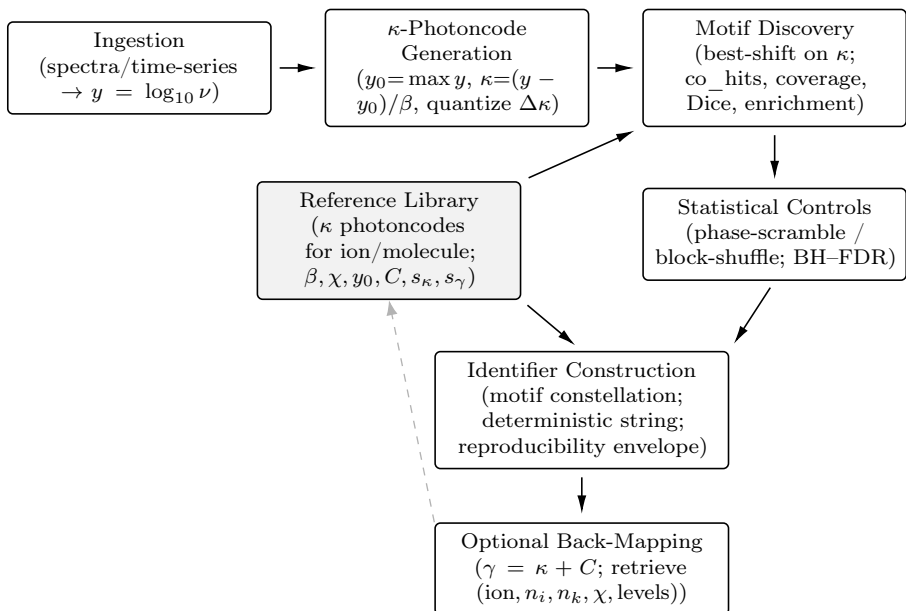 Ingestion
(spectra/time-series
→ y = log₁₀ ν)
κ-Photoncode
Generation
(y₀= max y, κ=(y −
y₀)/β, quantize Δκ)
Motif Discovery
(best-shift on κ;
co_hits, coverage,
Dice, enrichment)
Reference Library
(κ photoncodes
for ion/molecule;
β, χ, y₀, C, s_κ, s_γ)
Statistical Controls
(phase-scramble /
block-shuffle; BH–FDR)
Identifier Construction
(motif constellation;
deterministic string;
reproducibility envelope)
Optional Back-Mapping
(γ = κ + C; retrieve
(ion, nᵢ, nₖ, χ, levels))